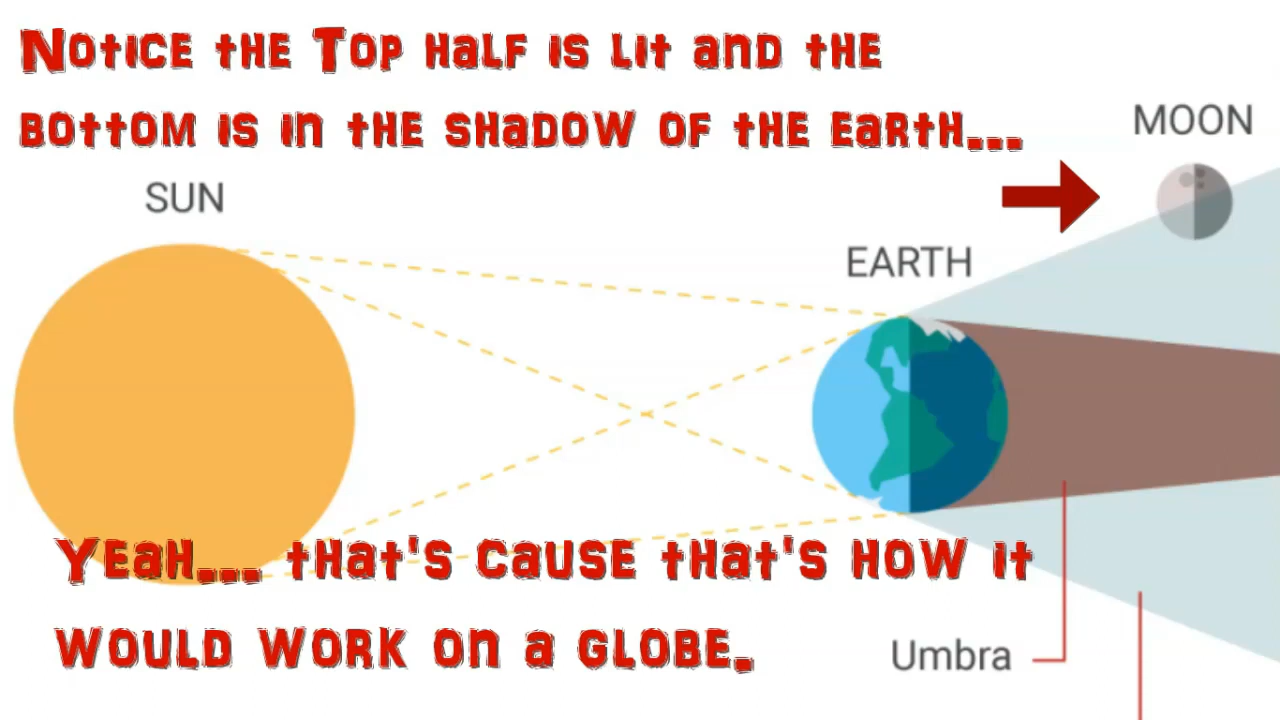 Notice the Top half is lit and the
bottom is in the shadow of the earth...
MOON
SUN
EARTH
Yeah... that's cause that's how it
would work on a globe.
Umbra